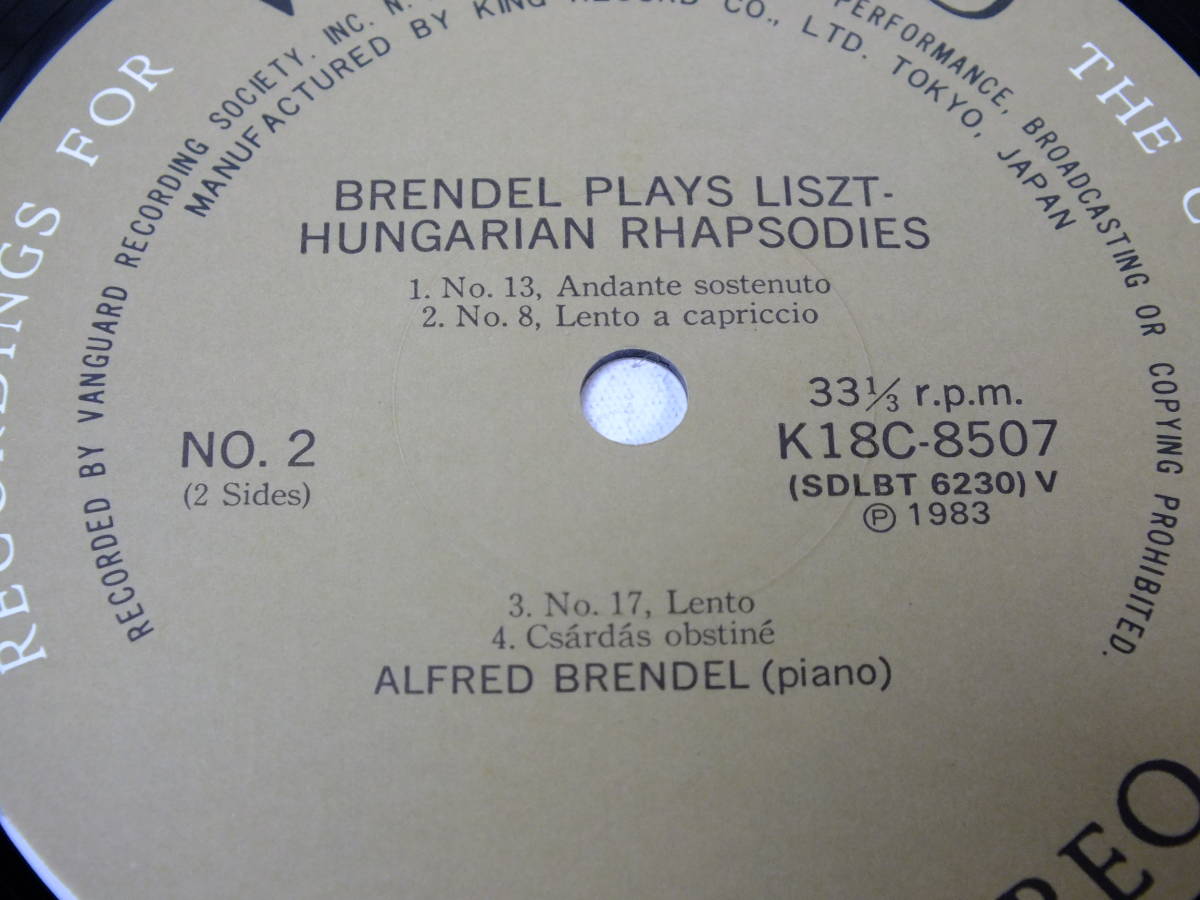 RECORDINGS FOR
THE
RECORDED BY VANGUARD RECORDING SOCIETY. INC. N.
PERFORMANCE, BROADCASTING OR COPYING PROHIBITED.
MANUFACTURED BY KING RECORD CO., LTD. TOKYO, JAPAN
BRENDEL PLAYS LISZT-
HUNGARIAN RHAPSODIES
1. No. 13, Andante sostenuto
2. No. 8, Lento a capriccio
NO. 2
(2 Sides)
33 1/3 r.p.m.
K18C-8507
(SDLBT 6230) V
Ⓟ 1983
3. No. 17, Lento
4. Csárdás obstiné
ALFRED BRENDEL (piano)